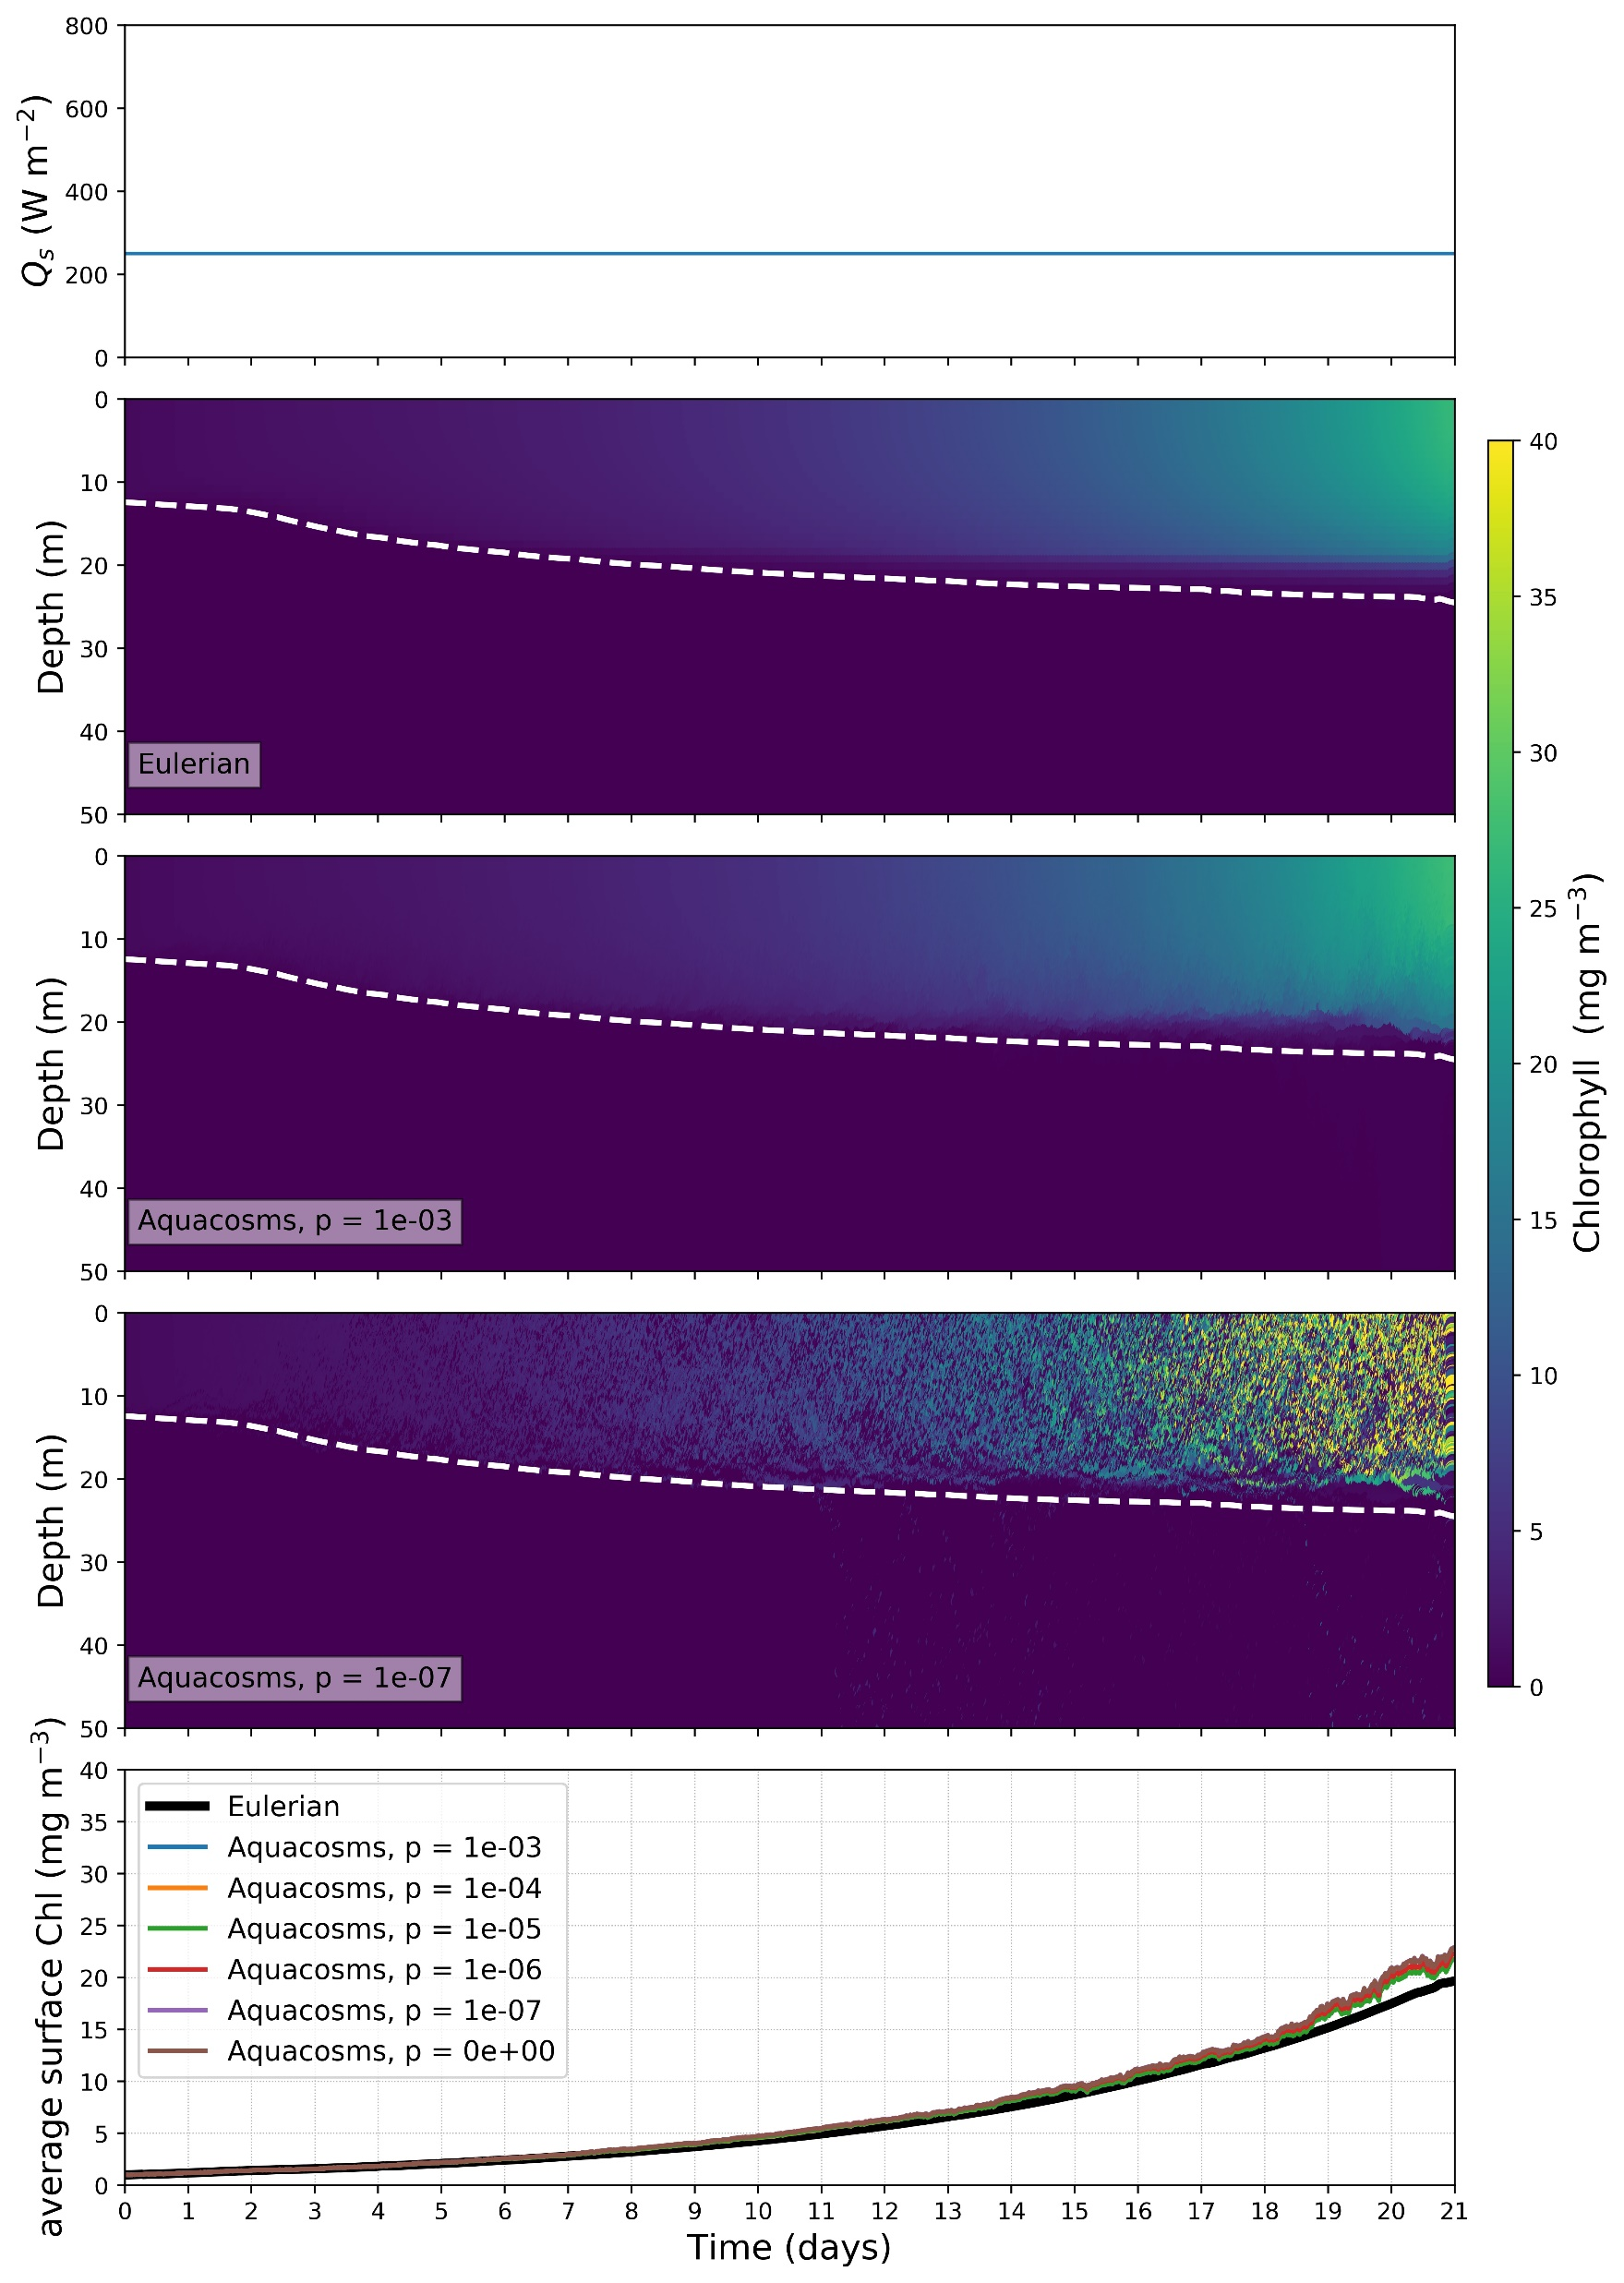 800
600
400
200
0
Q_s (W m⁻²)
0
10
20
30
40
50
Depth (m)
Eulerian
0
10
20
30
40
50
Depth (m)
Aquacosms, p = 1e-03
0
10
20
30
40
50
Depth (m)
Aquacosms, p = 1e-07
40
35
30
25
20
15
10
5
0
Chlorophyll (mg m⁻³)
40
35
30
25
20
15
10
5
0
average surface Chl (mg m⁻³)
Eulerian
Aquacosms, p = 1e-03
Aquacosms, p = 1e-04
Aquacosms, p = 1e-05
Aquacosms, p = 1e-06
Aquacosms, p = 1e-07
Aquacosms, p = 0e+00
0 1 2 3 4 5 6 7 8 9 10 11 12 13 14 15 16 17 18 19 20 21
Time (days)